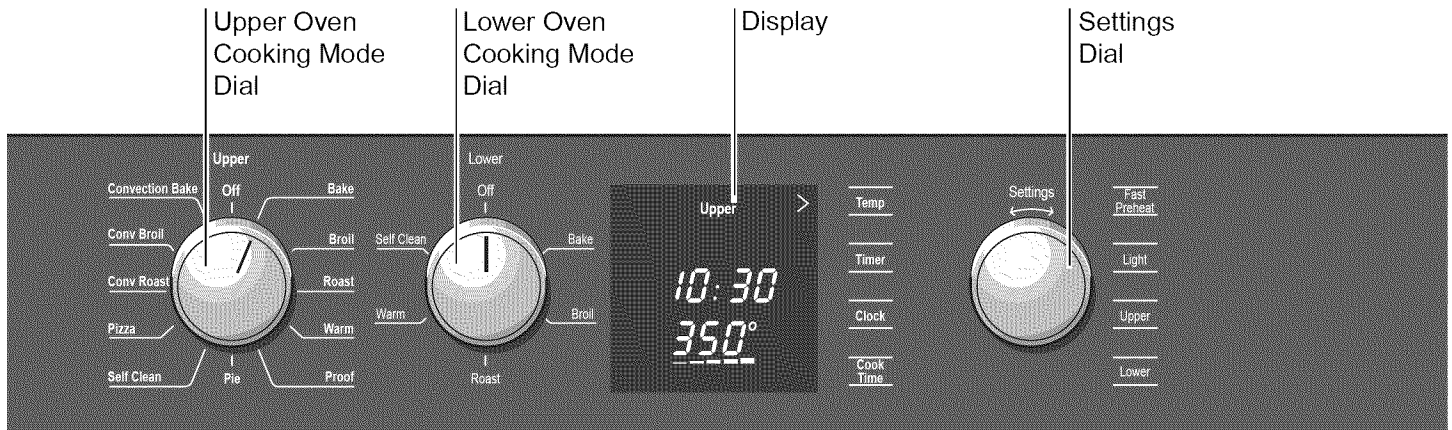 Upper Oven
Cooking Mode
Dial
Lower Oven
Cooking Mode
Dial
Display
Settings
Dial
Upper
Convection Bake
Off
Bake
Conv Broil
Broil
Conv Roast
Roast
Pizza
Warm
Self Clean
Pie
Proof
Lower
Off
Self Clean
Bake
Warm
Broil
Roast
Upper >
10:30
350°
Temp
Timer
Clock
Cook
Time
Settings
Fast
Preheat
Light
Upper
Lower